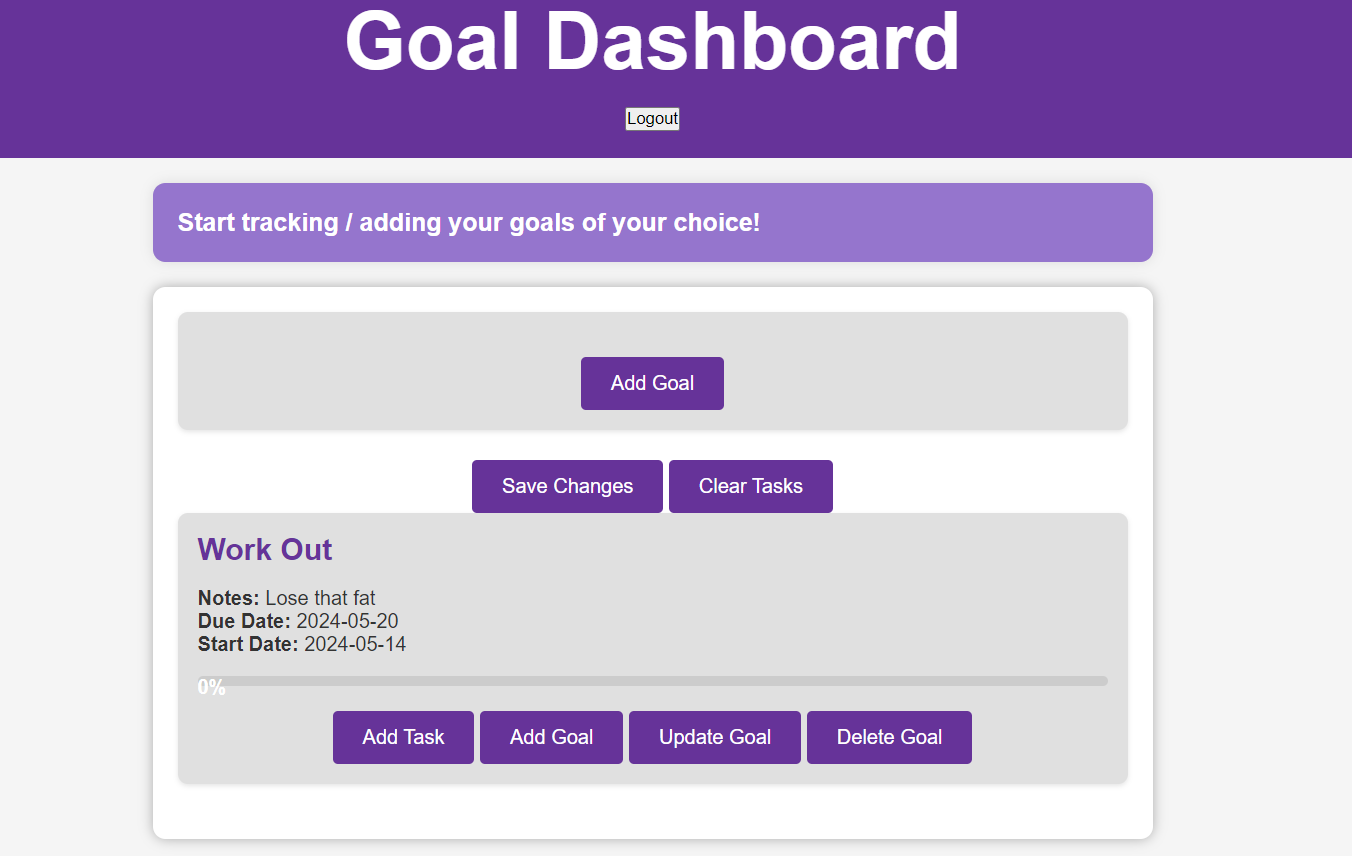 Goal Dashboard
Logout
Start tracking / adding your goals of your choice!
Add Goal
Save Changes Clear Tasks
Work Out
Notes: Lose that fat
Due Date: 2024-05-20
Start Date: 2024-05-14
0%
Add Task Add Goal Update Goal Delete Goal